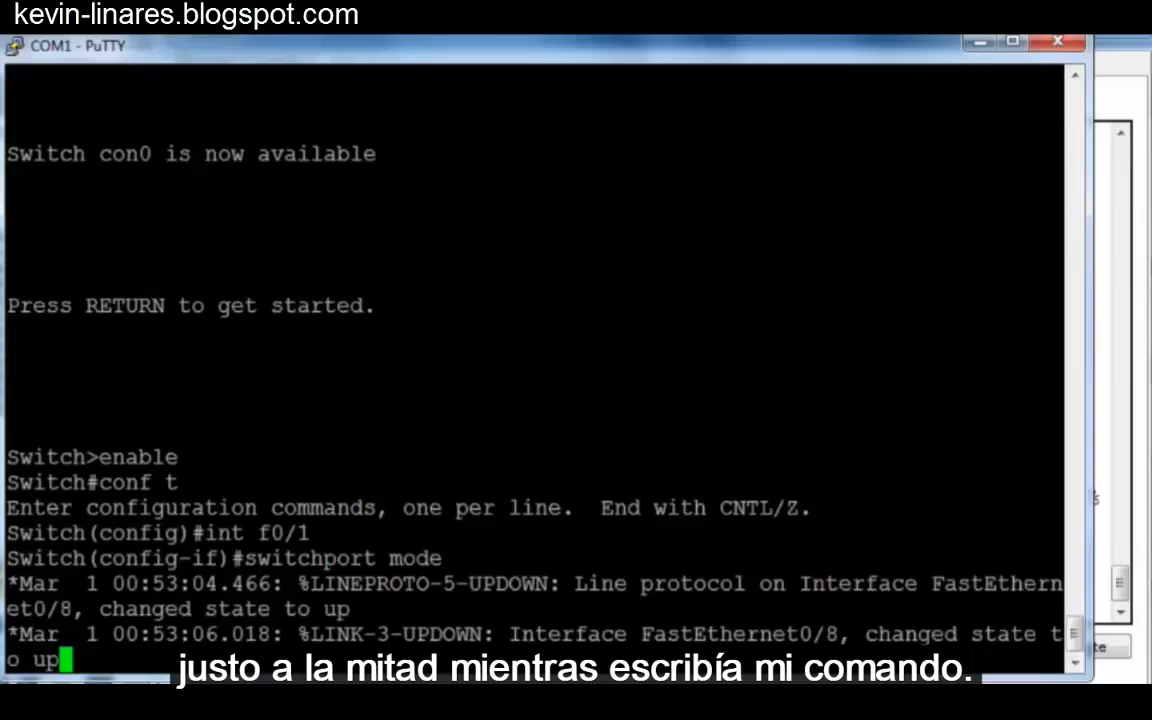 kevin-linares.blogspot.com
COM1 - PuTTY
Switch con0 is now available
Press RETURN to get started.
Switch>enable
Switch#conf t
Enter configuration commands, one per line.  End with CNTL/Z.
Switch(config)#int f0/1
Switch(config-if)#switchport mode
*Mar  1 00:53:04.466: %LINEPROTO-5-UPDOWN: Line protocol on Interface FastEthern
et0/8, changed state to up
*Mar  1 00:53:06.018: %LINK-3-UPDOWN: Interface FastEthernet0/8, changed state t
o up
justo a la mitad mientras escribía mi comando.